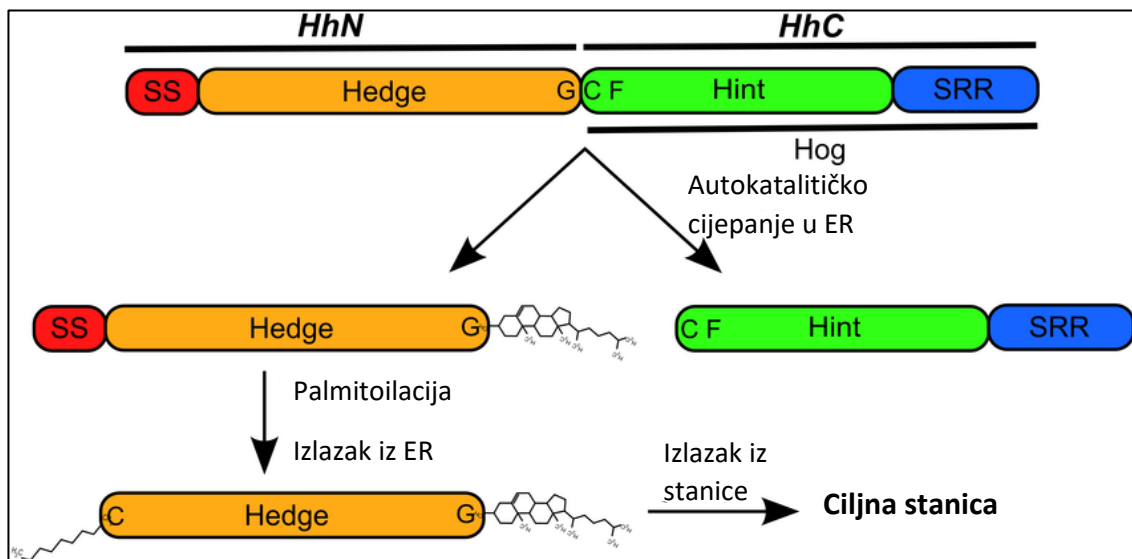 HhN HhC
SS Hedge G C F Hint SRR
Hog
Autokatalitičko
cijepanje u ER
SS Hedge G C F Hint SRR
Palmitoilacija
Izlazak iz ER
Izlazak iz
stanice
C Hedge G
Ciljna stanica
H₃C